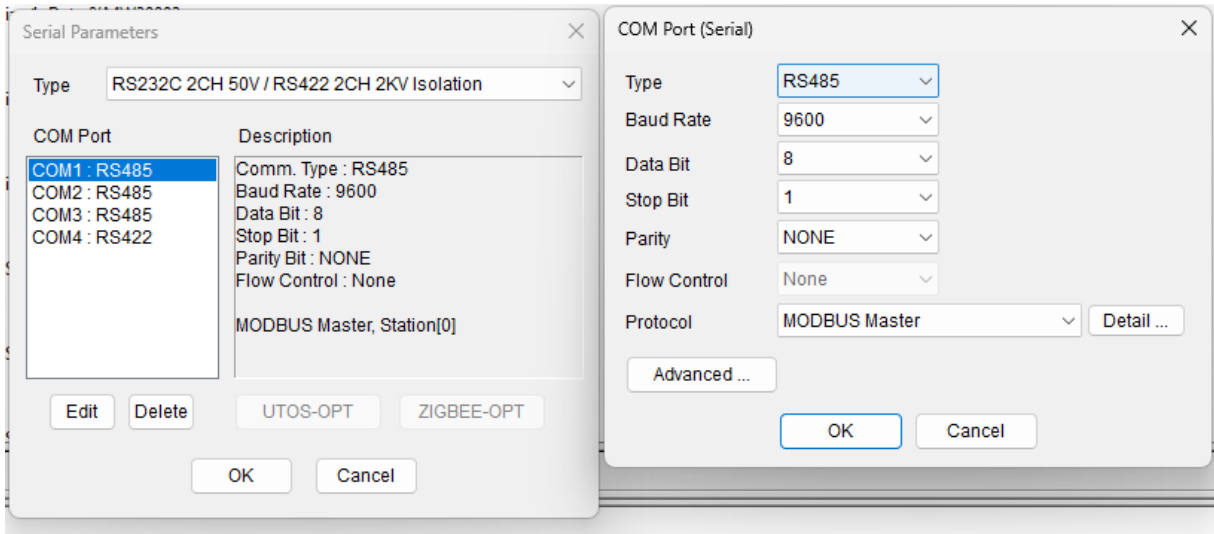 Serial Parameters
Type
RS232C 2CH 50V / RS422 2CH 2KV Isolation
COM Port
COM1 : RS485
COM2 : RS485
COM3 : RS485
COM4 : RS422
Description
Comm. Type : RS485
Baud Rate : 9600
Data Bit : 8
Stop Bit : 1
Parity Bit : NONE
Flow Control : None
MODBUS Master, Station[0]
Edit
Delete
UTOS-OPT
ZIGBEE-OPT
OK
Cancel
COM Port (Serial)
Type
RS485
Baud Rate
9600
Data Bit
8
Stop Bit
1
Parity
NONE
Flow Control
None
Protocol
MODBUS Master
Detail ...
Advanced ...
OK
Cancel